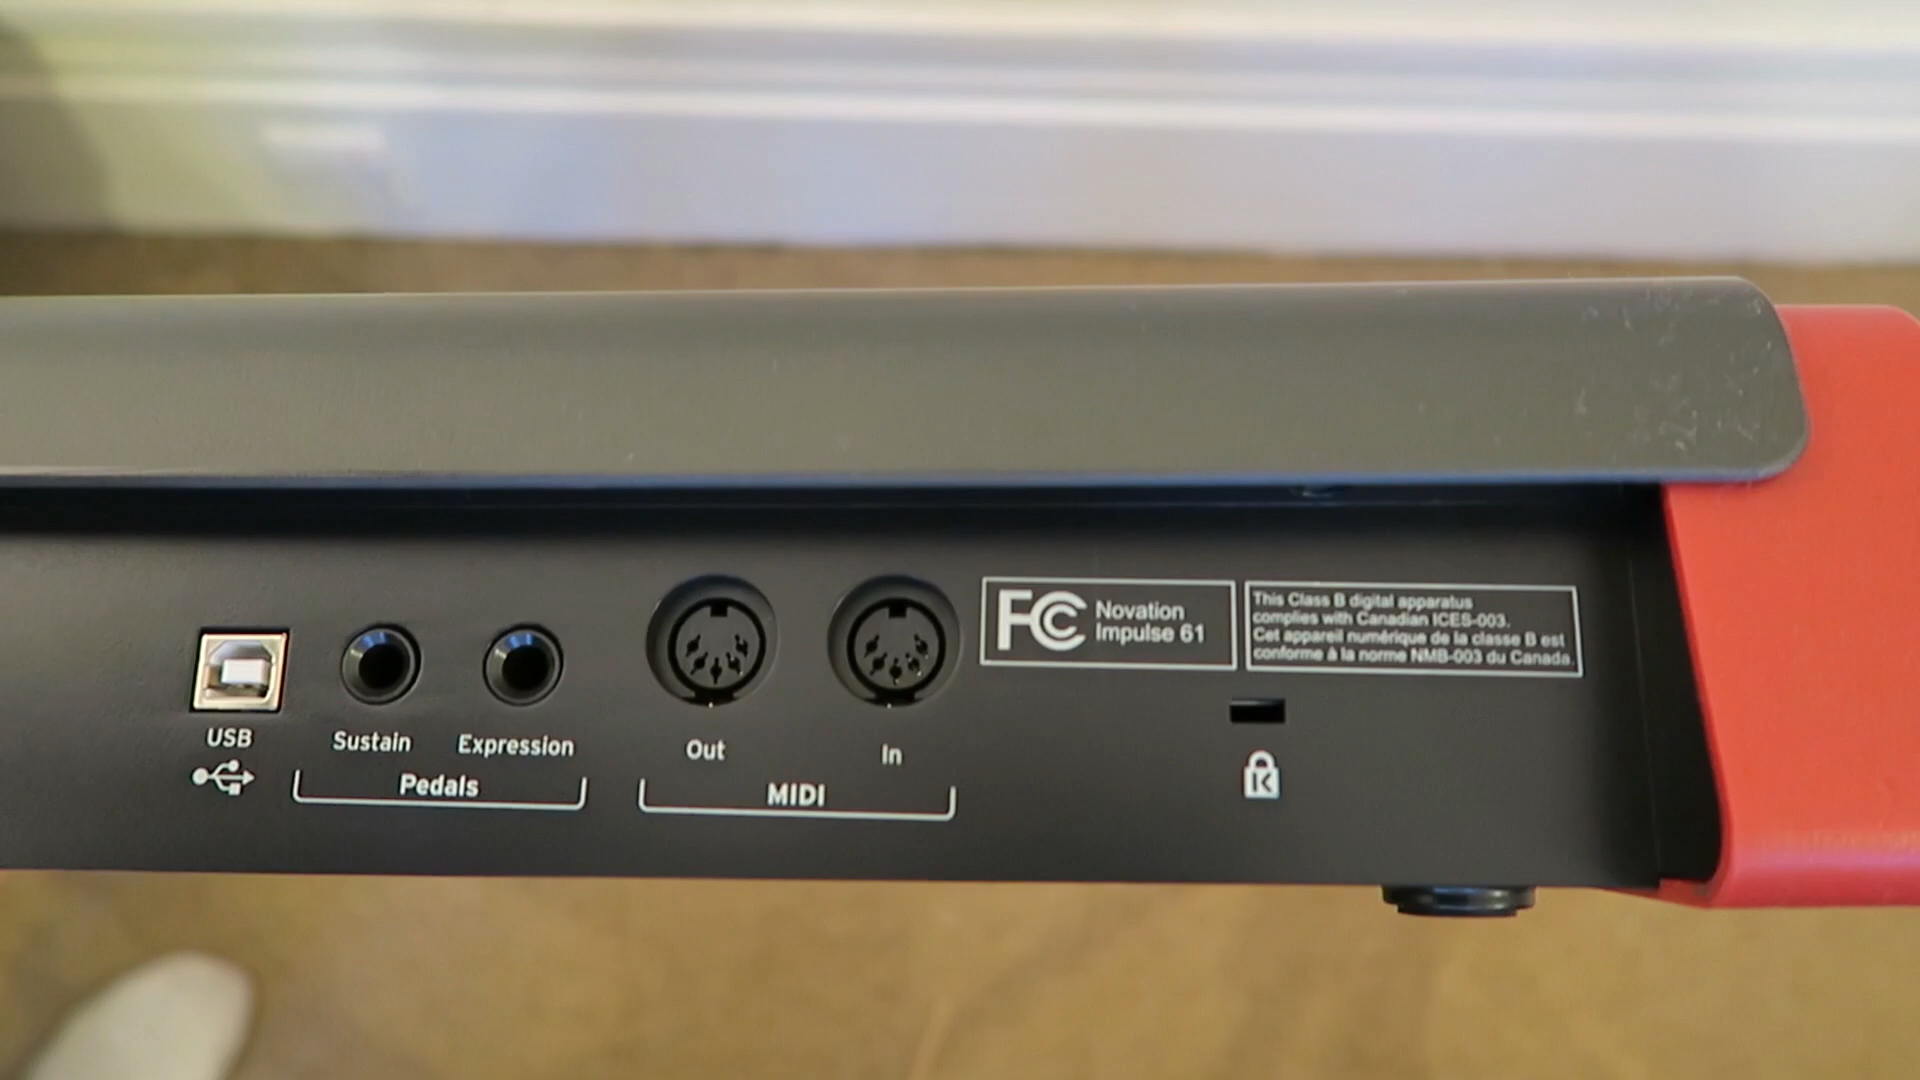 FC
Novation
Impulse 61
This Class B digital apparatus
complies with Canadian ICES-003.
Cet appareil numérique de la classe B est
conforme à la norme NMB-003 du Canada.
USB
Sustain
Expression
Pedals
Out
In
MIDI
K